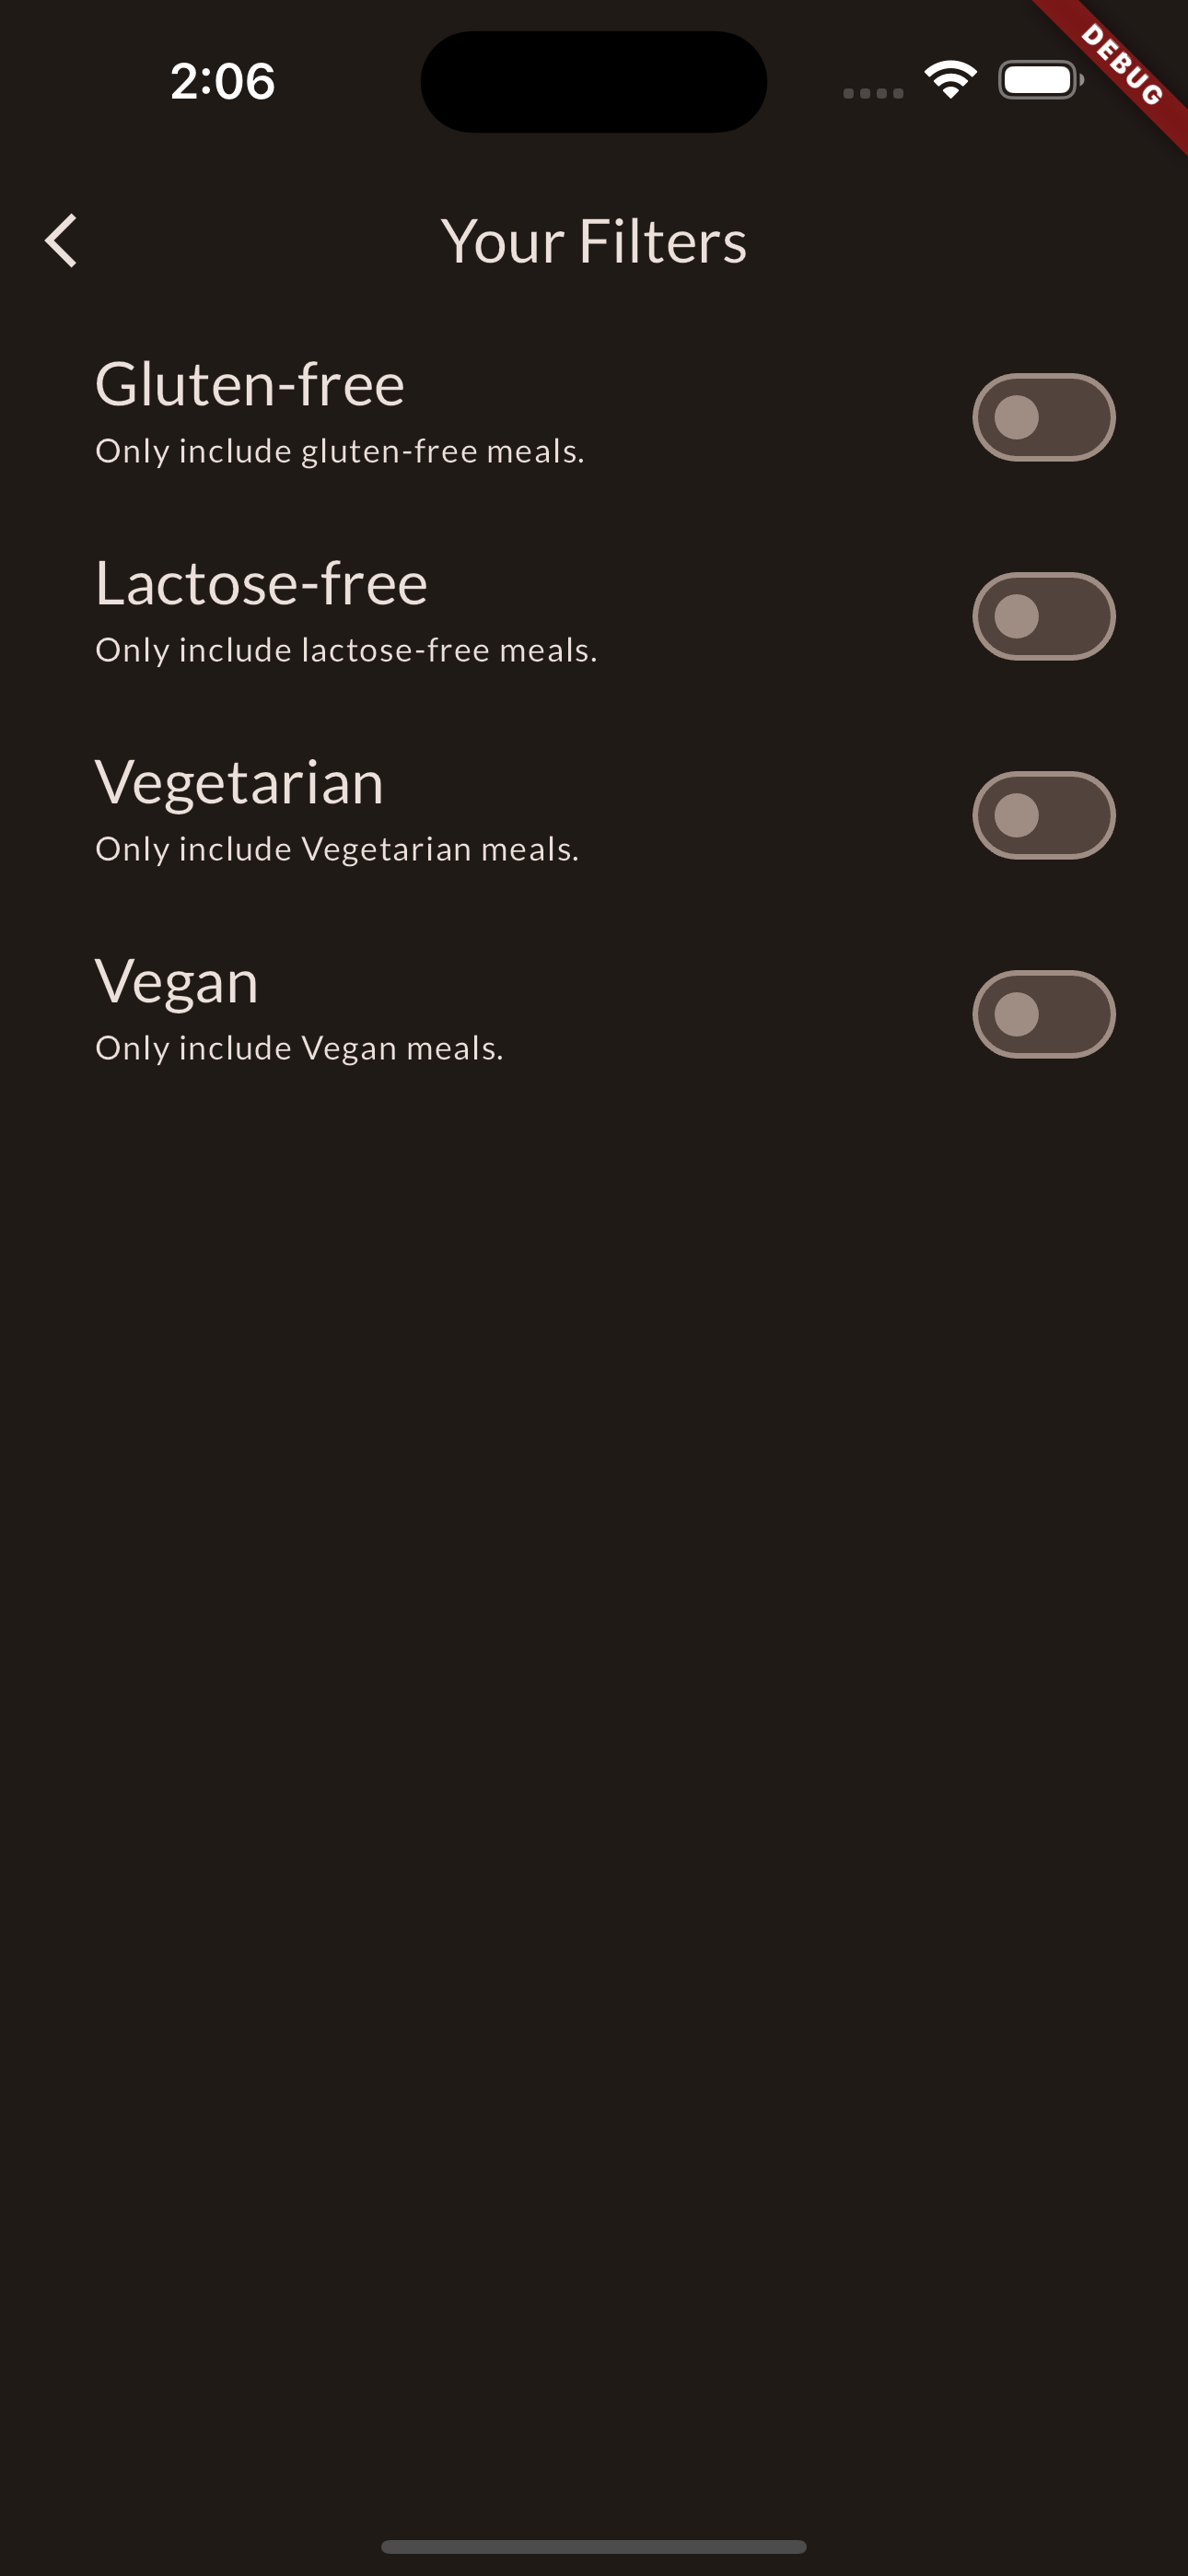 2:06
DEBUG
Your Filters
Gluten-free
Only include gluten-free meals.
Lactose-free
Only include lactose-free meals.
Vegetarian
Only include Vegetarian meals.
Vegan
Only include Vegan meals.